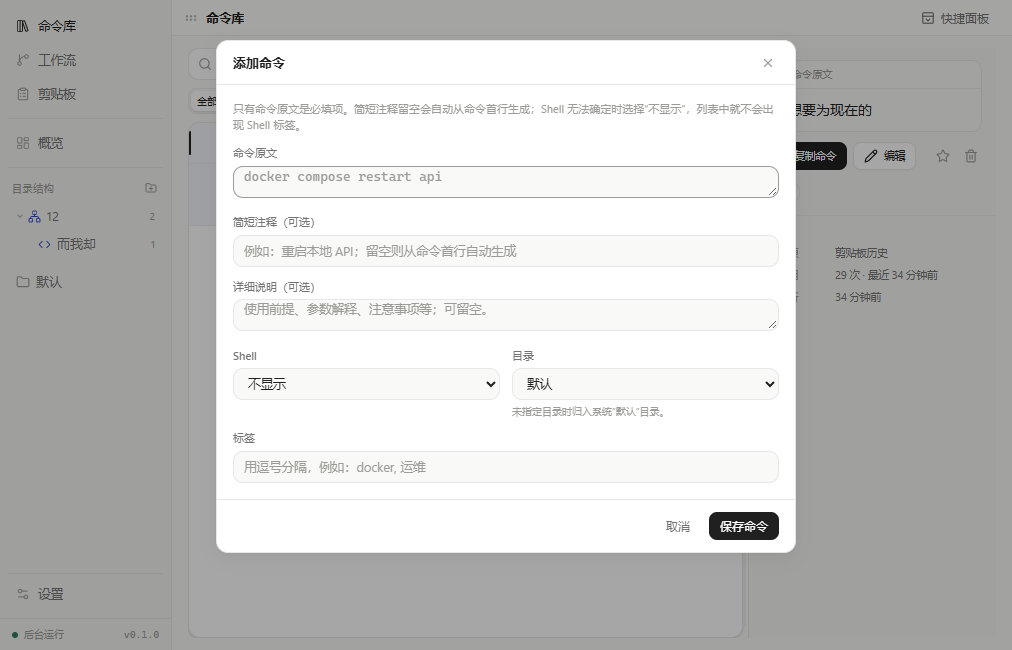 命令库
工作流
剪贴板
概览
目录结构
12
2
而我却
1
默认
设置
后台运行
v0.1.0
命令库
快捷面板
全部
添加命令
只有命令原文是必填项。简短注释留空会自动从命令首行生成；Shell 无法确定时选择"不显示"，列表中就不会出
现 Shell 标签。
命令原文
docker compose restart api
简短注释（可选）
例如：重启本地 API；留空则从命令首行自动生成
详细说明（可选）
使用前提、参数解释、注意事项等；可留空。
Shell
不显示
目录
默认
未指定目录时归入系统"默认"目录。
标签
用逗号分隔，例如：docker, 运维
取消
保存命令
命令原文
想要为现在的
复制命令
编辑
剪贴板历史
29 次 · 最近 34 分钟前
34 分钟前